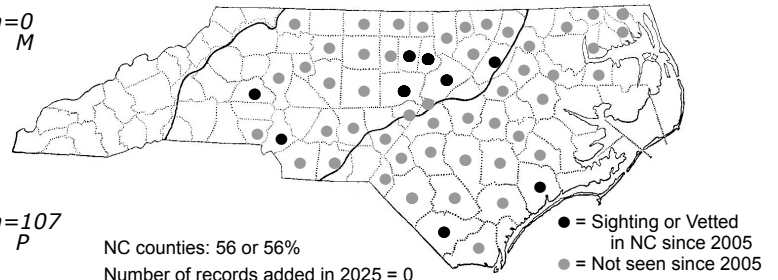 =0
M
=107
P
NC counties: 56 or 56%
Number of records added in 2025 = 0
● = Sighting or Vetted
in NC since 2005
● = Not seen since 2005